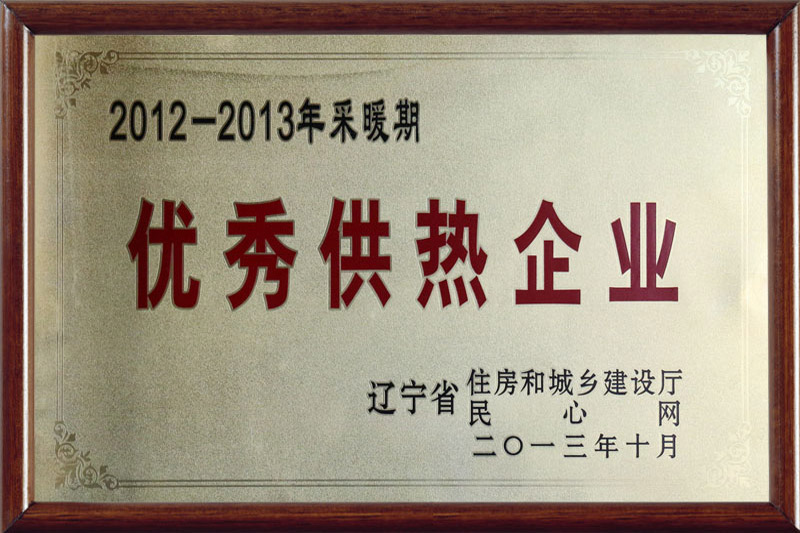 2012-2013年采暖期
优秀供热企业
辽宁省 住房和城乡建设厅
民心网
二〇一三年十月